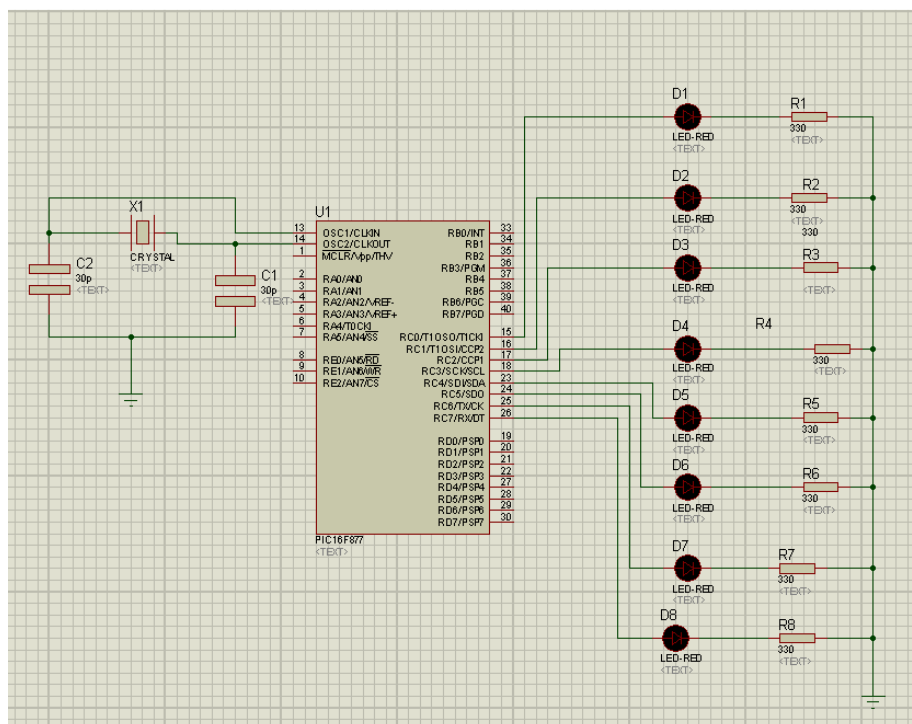 D1
LED-RED
<TEXT>
R1
330
<TEXT>
D2
LED-RED
<TEXT>
R2
330
<TEXT>
330
D3
LED-RED
<TEXT>
R3
<TEXT>
D4
LED-RED
<TEXT>
R4
330
<TEXT>
D5
LED-RED
<TEXT>
R5
330
<TEXT>
D6
LED-RED
<TEXT>
R6
330
<TEXT>
D7
LED-RED
<TEXT>
R7
330
<TEXT>
D8
LED-RED
<TEXT>
R8
330
<TEXT>
X1
CRYSTAL
<TEXT>
C2
30p
<TEXT>
C1
30p
<TEXT>
U1
13 OSC1/CLKIN
14 OSC2/CLKOUT
1 MCLR/Vpp/THV
2 RA0/AN0
3 RA1/AN1
4 RA2/AN2/VREF-
5 RA3/AN3/VREF+
6 RA4/T0CKI
7 RA5/AN4/SS
8 RE0/AN5/RD
9 RE1/AN6/WR
10 RE2/AN7/CS
RB0/INT 33
RB1 34
RB2 35
RB3/PGM 36
RB4 37
RB5 38
RB6/PGC 39
RB7/PGD 40
RC0/T1OSO/T1CKI 15
RC1/T1OSI/CCP2 16
RC2/CCP1 17
RC3/SCK/SCL 18
RC4/SDI/SDA 23
RC5/SDO 24
RC6/TX/CK 25
RC7/RX/DT 26
RD0/PSP0 19
RD1/PSP1 20
RD2/PSP2 21
RD3/PSP3 22
RD4/PSP4 27
RD5/PSP5 28
RD6/PSP6 29
RD7/PSP7 30
PIC16F877
<TEXT>